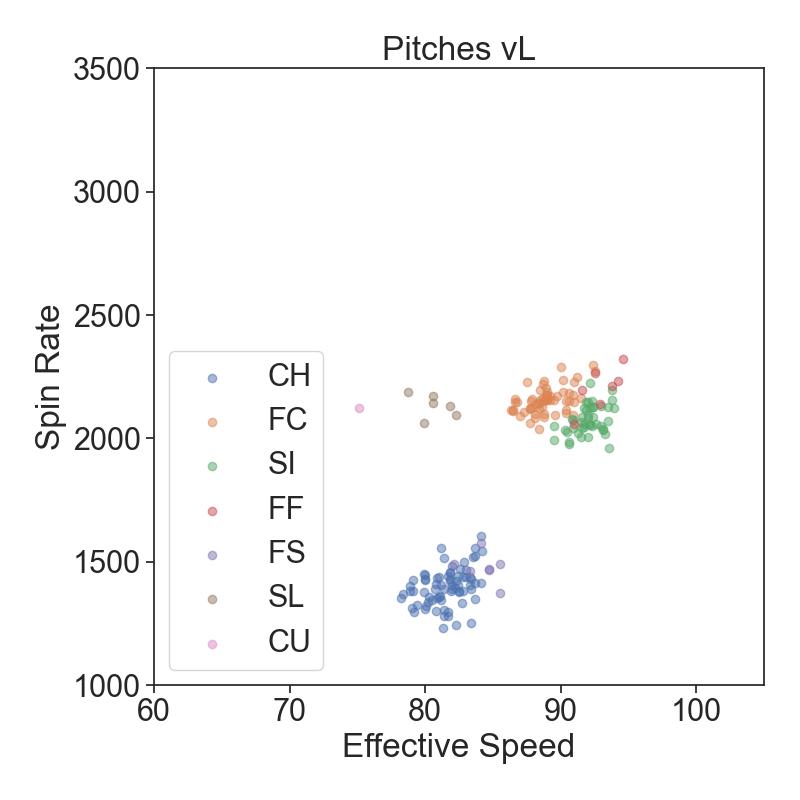 Pitches vL
3500
3000
2500
2000
1500
1000
Spin Rate
CH
FC
SI
FF
FS
SL
CU
60 70 80 90 100
Effective Speed